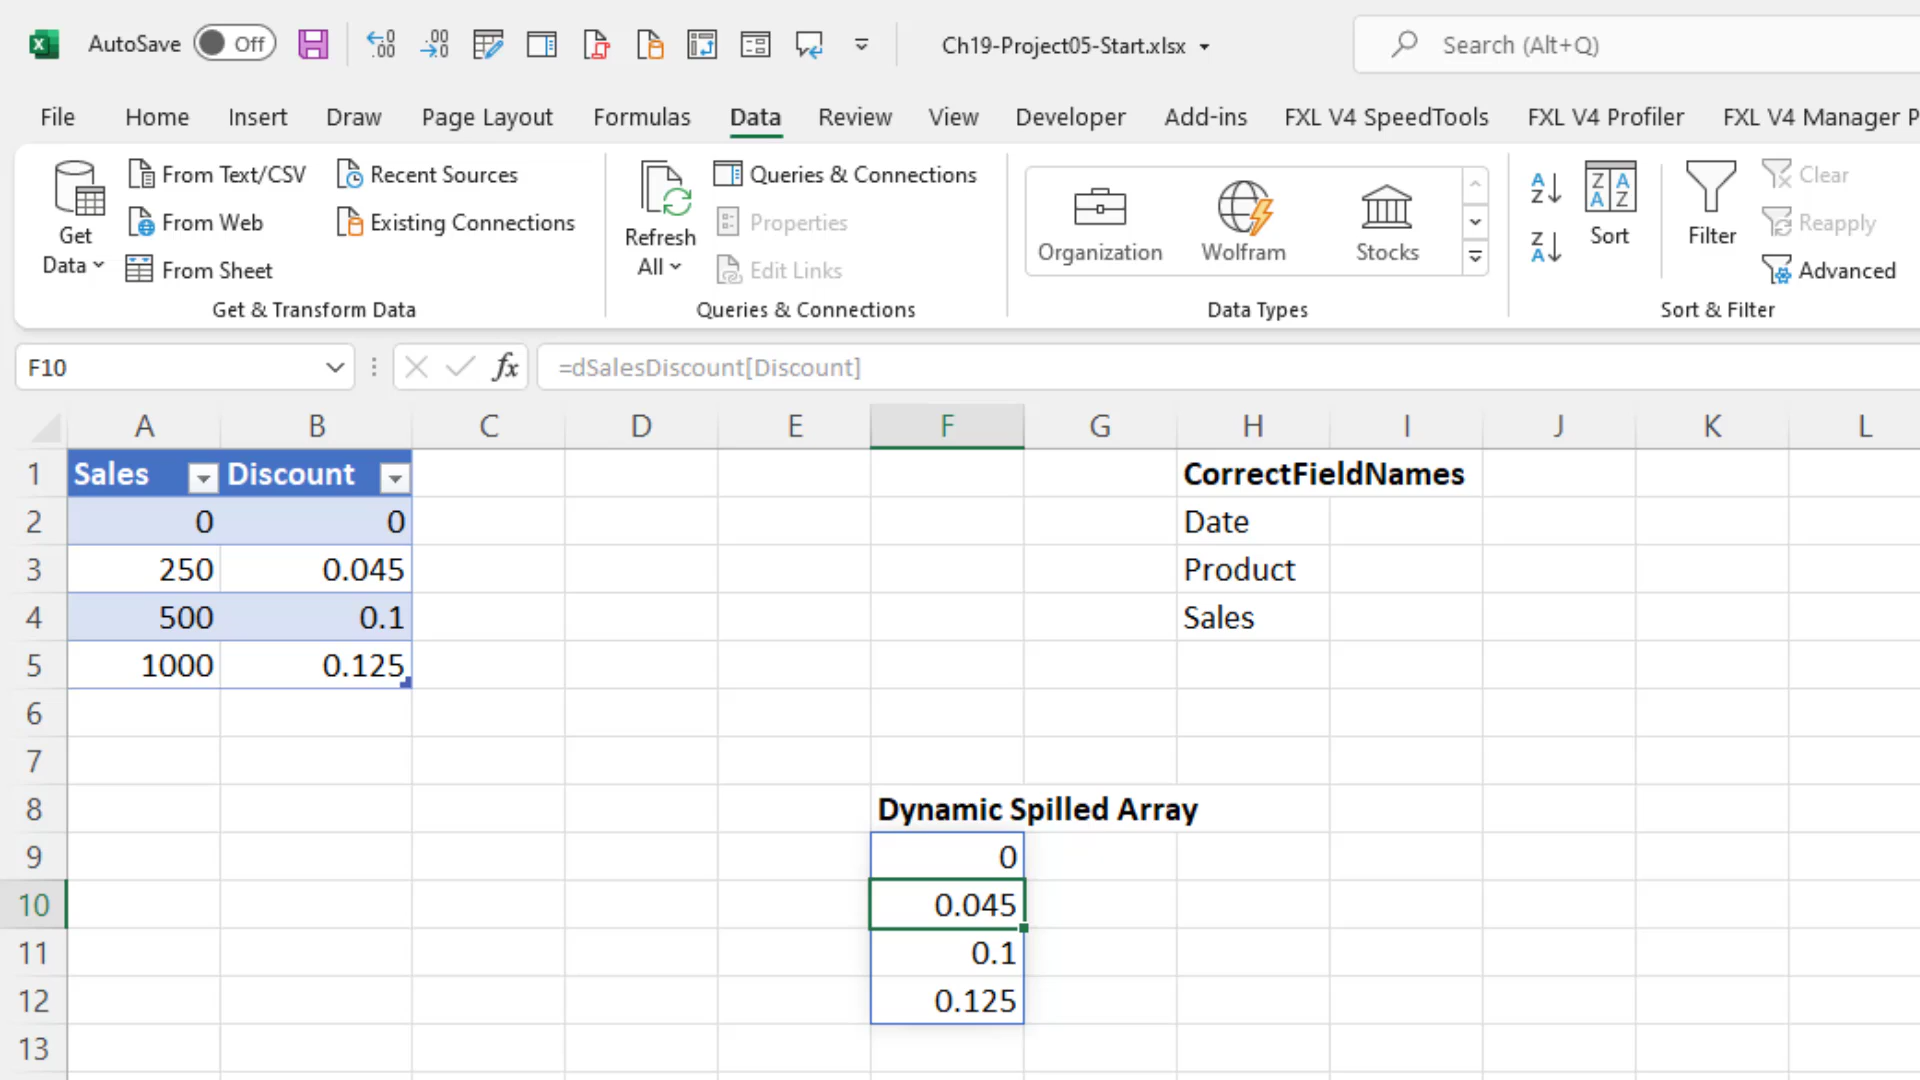 AutoSave Off Ch19-Project05-Start.xlsx Search (Alt+Q)
File Home Insert Draw Page Layout Formulas Data Review View Developer Add-ins FXL V4 SpeedTools FXL V4 Profiler FXL V4 Manager P
Get Data
From Text/CSV
From Web
From Sheet
Recent Sources
Existing Connections
Get & Transform Data
Refresh All
Queries & Connections
Properties
Edit Links
Queries & Connections
Organization Wolfram Stocks
Data Types
Sort
Filter
Clear
Reapply
Advanced
Sort & Filter
F10 fx =dSalesDiscount[Discount]
A B C D E F G H I J K L
1 Sales Discount CorrectFieldNames
2 0 0 Date
3 250 0.045 Product
4 500 0.1 Sales
5 1000 0.125
6
7
8 Dynamic Spilled Array
9 0
10 0.045
11 0.1
12 0.125
13